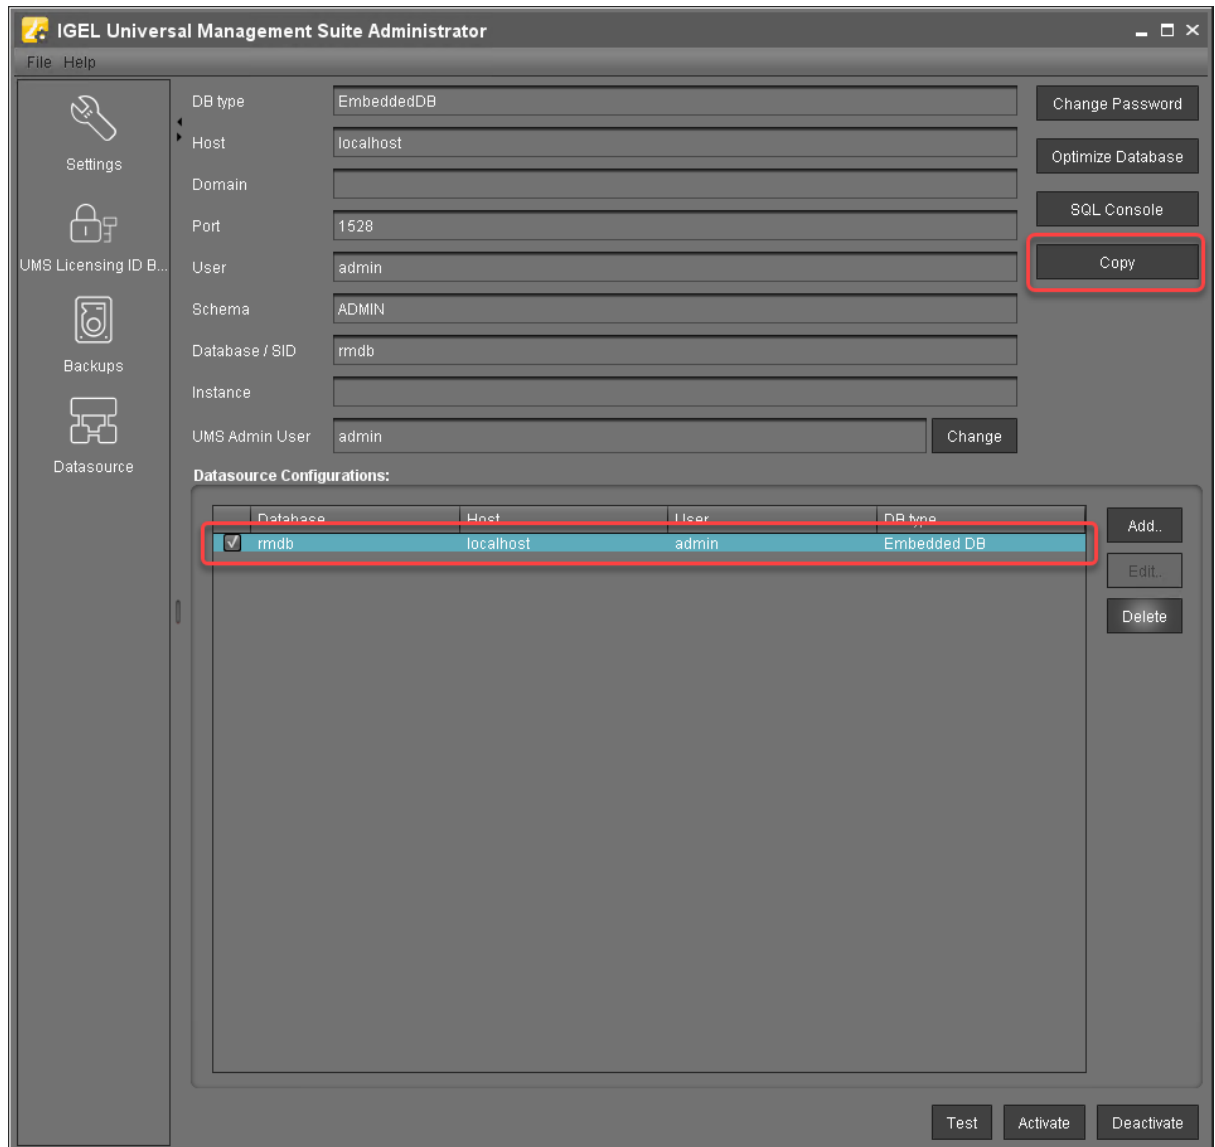 IGEL Universal Management Suite Administrator
File Help
Settings
UMS Licensing ID B...
Backups
Datasource
DB type EmbeddedDB
Host localhost
Domain
Port 1528
User admin
Schema ADMIN
Database / SID rmdb
Instance
UMS Admin User admin Change
Change Password
Optimize Database
SQL Console
Copy
Datasource Configurations:
Database Host User DB type
rmdb localhost admin Embedded DB
Add..
Edit..
Delete
Test Activate Deactivate